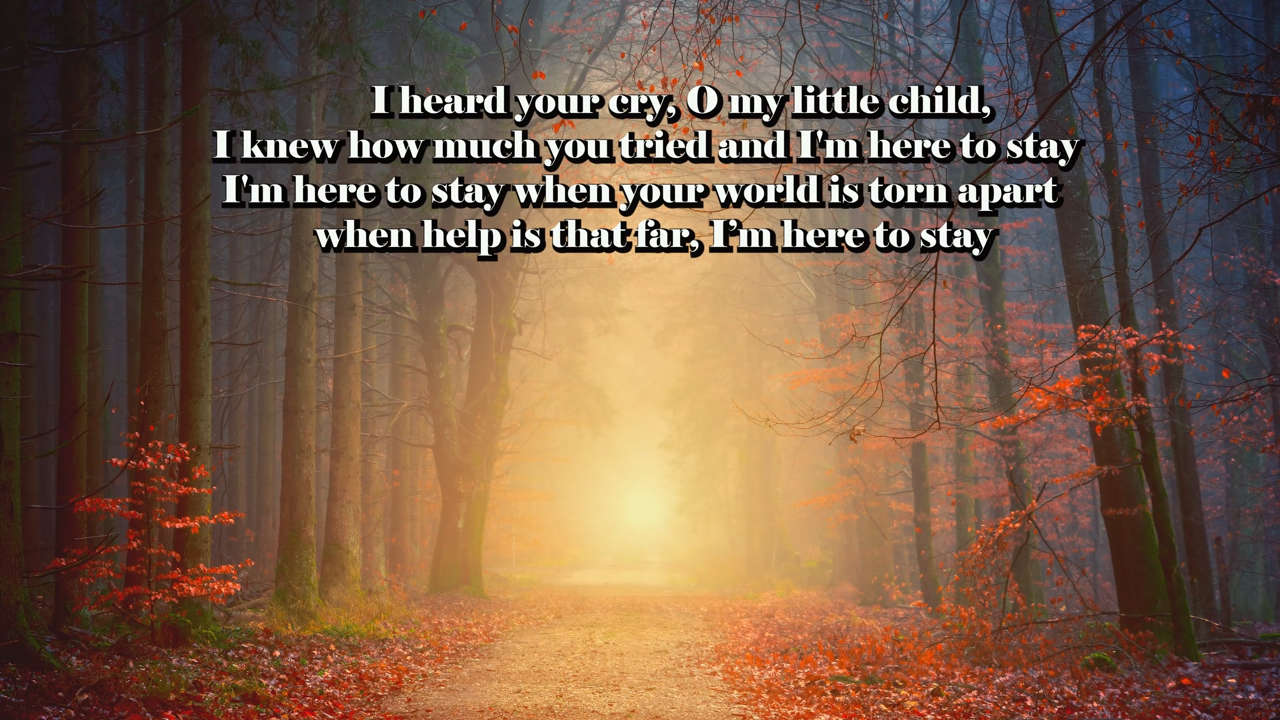 I heard your cry, O my little child,
I knew how much you tried and I'm here to stay
I'm here to stay when your world is torn apart
when help is that far, I’m here to stay